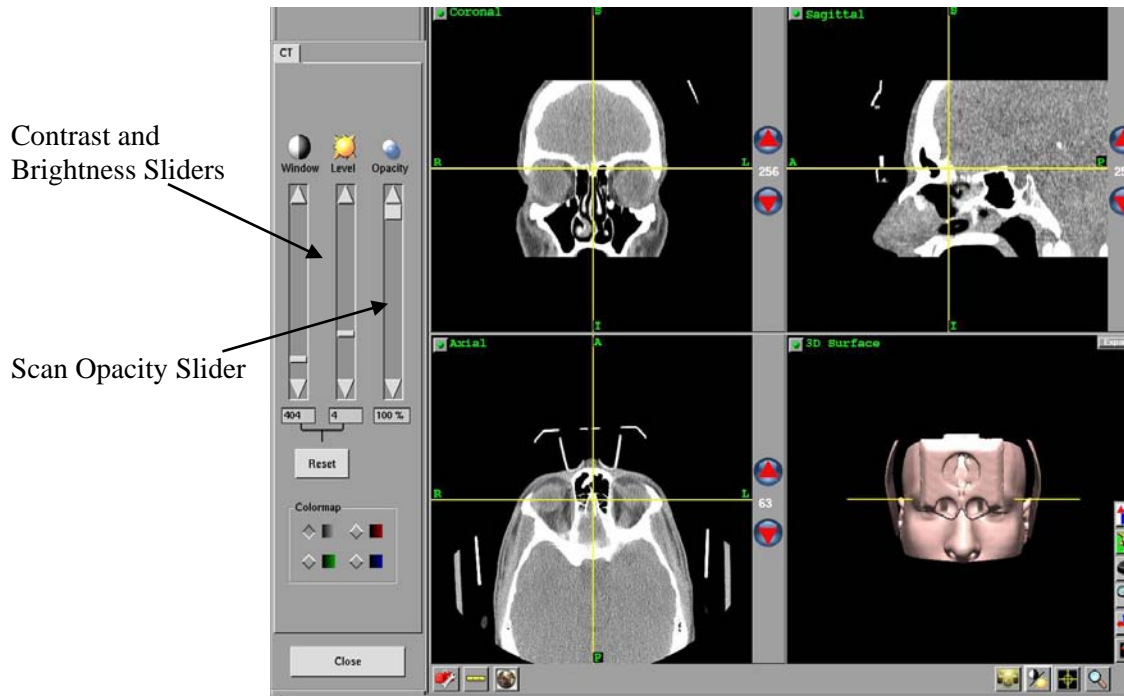 Contrast and
Brightness Sliders
Scan Opacity Slider
CT
Window Level Opacity
404 4 100 %
Reset
Colormap
Close
Coronal
S
R L
256
I
Sagittal
S
A P
I
Axial
A
R L
63
P
3D Surface